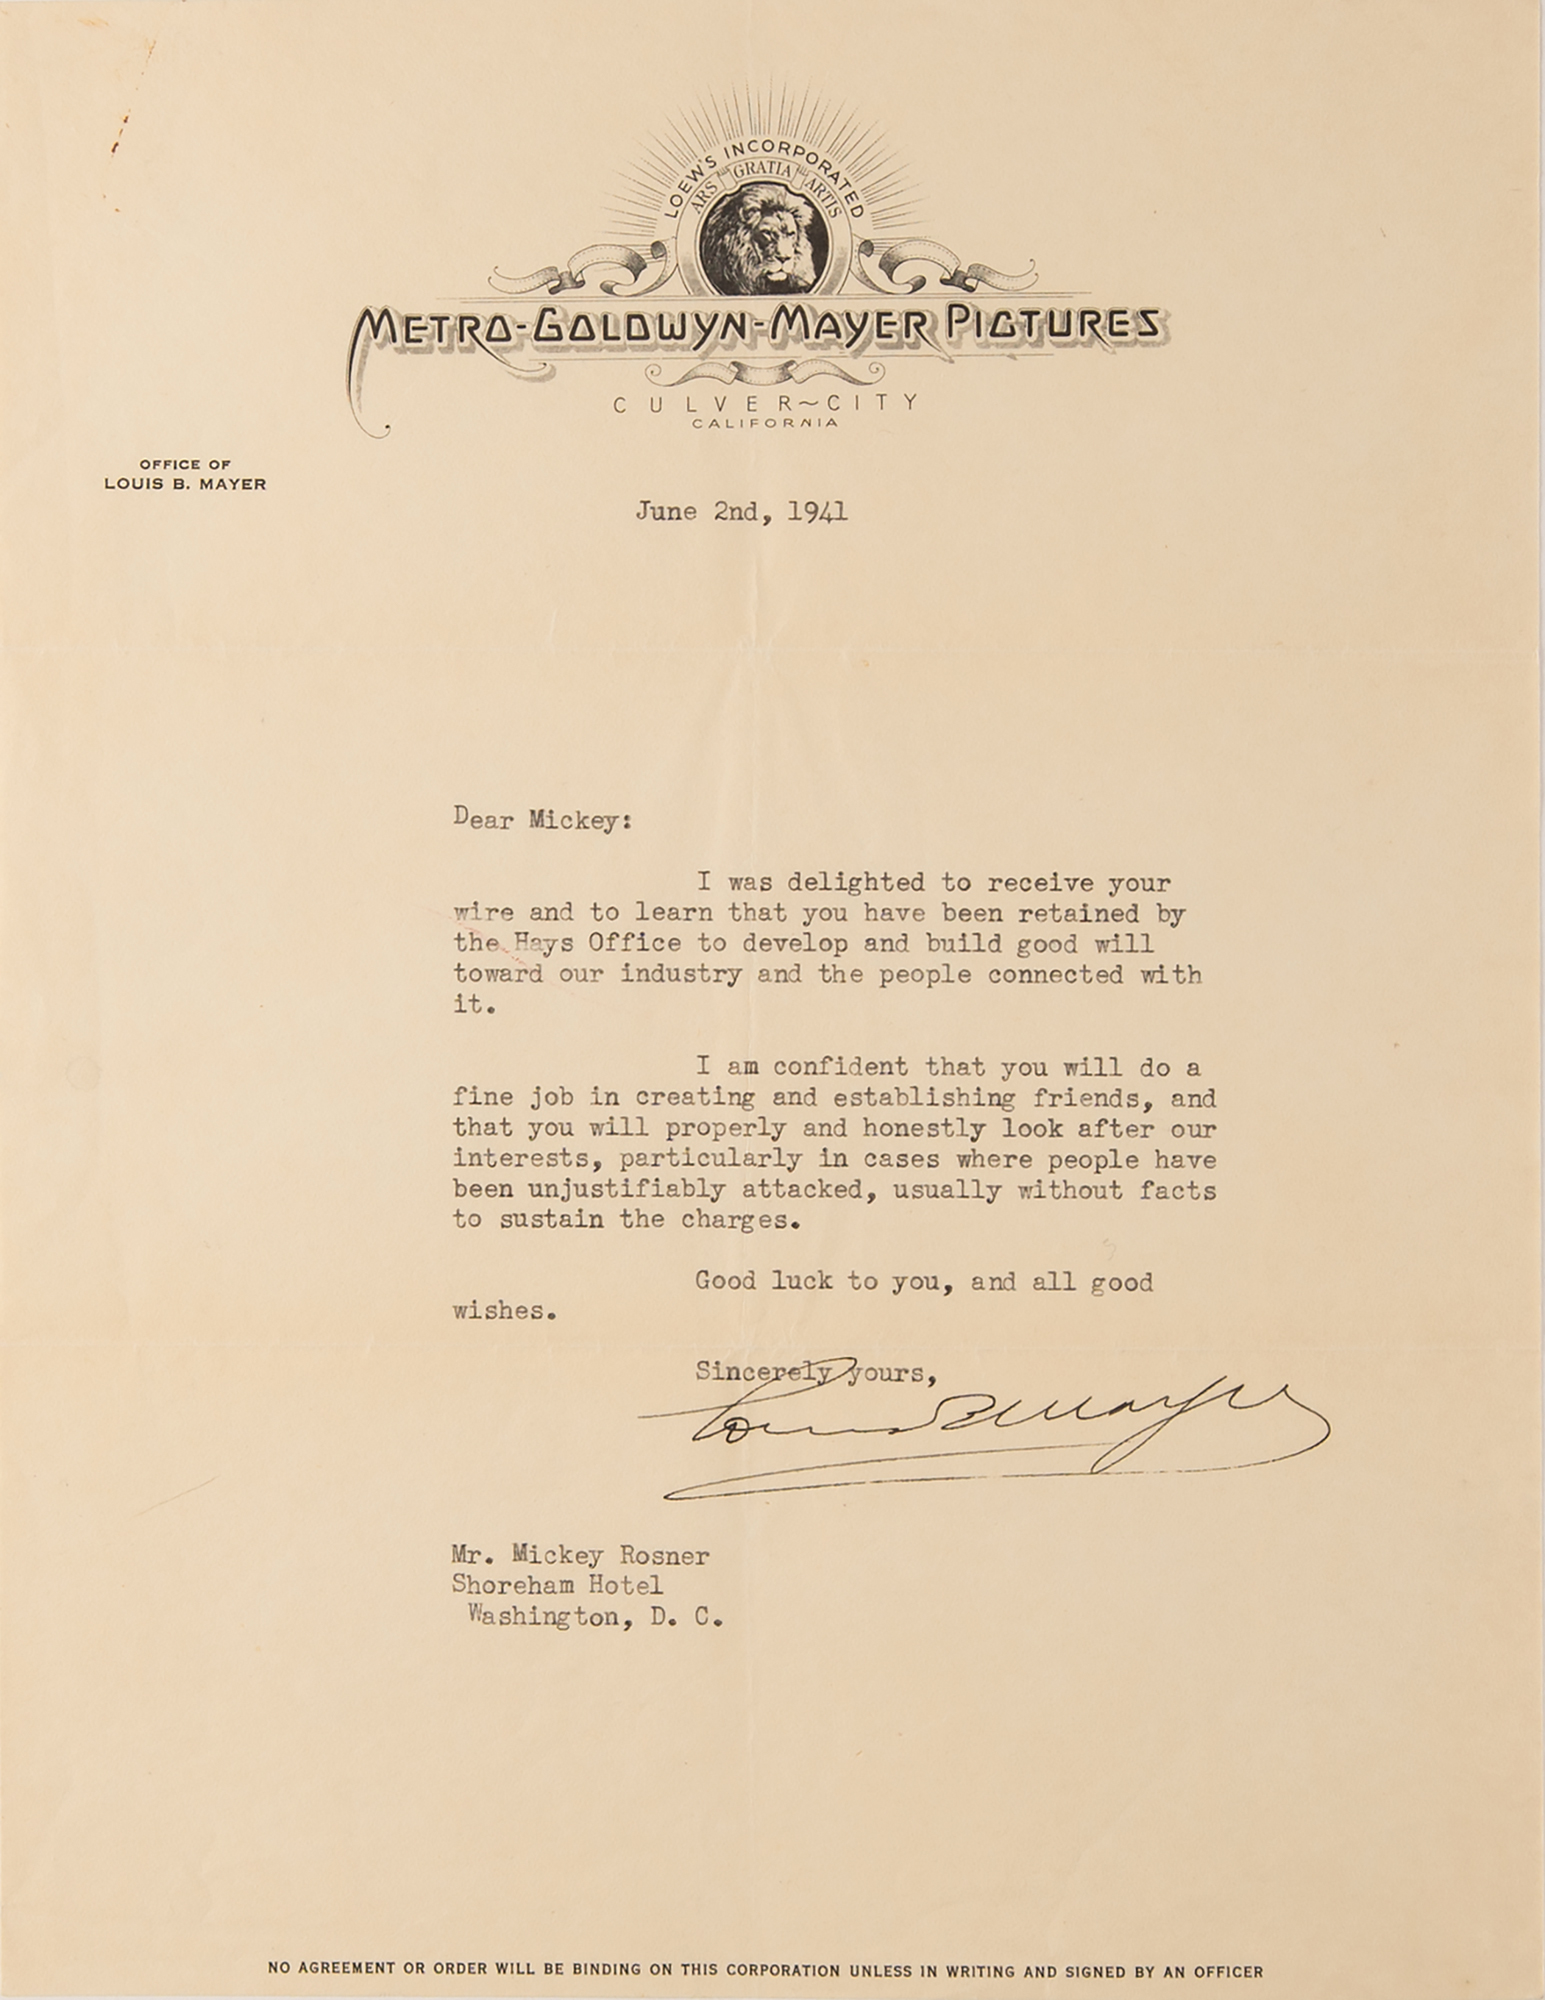 LOEW'S INCORPORATED
ARS GRATIA ARTIS
METRO-GOLDWYN-MAYER PICTURES
CULVER~CITY
CALIFORNIA
OFFICE OF
LOUIS B. MAYER
June 2nd, 1941
Dear Mickey:
I was delighted to receive your
wire and to learn that you have been retained by
the Hays Office to develop and build good will
toward our industry and the people connected with
it.
I am confident that you will do a
fine job in creating and establishing friends, and
that you will properly and honestly look after our
interests, particularly in cases where people have
been unjustifiably attacked, usually without facts
to sustain the charges.
Good luck to you, and all good
wishes.
Sincerely yours,
Louis B Mayer
Mr. Mickey Rosner
Shoreham Hotel
Washington, D. C.
NO AGREEMENT OR ORDER WILL BE BINDING ON THIS CORPORATION UNLESS IN WRITING AND SIGNED BY AN OFFICER